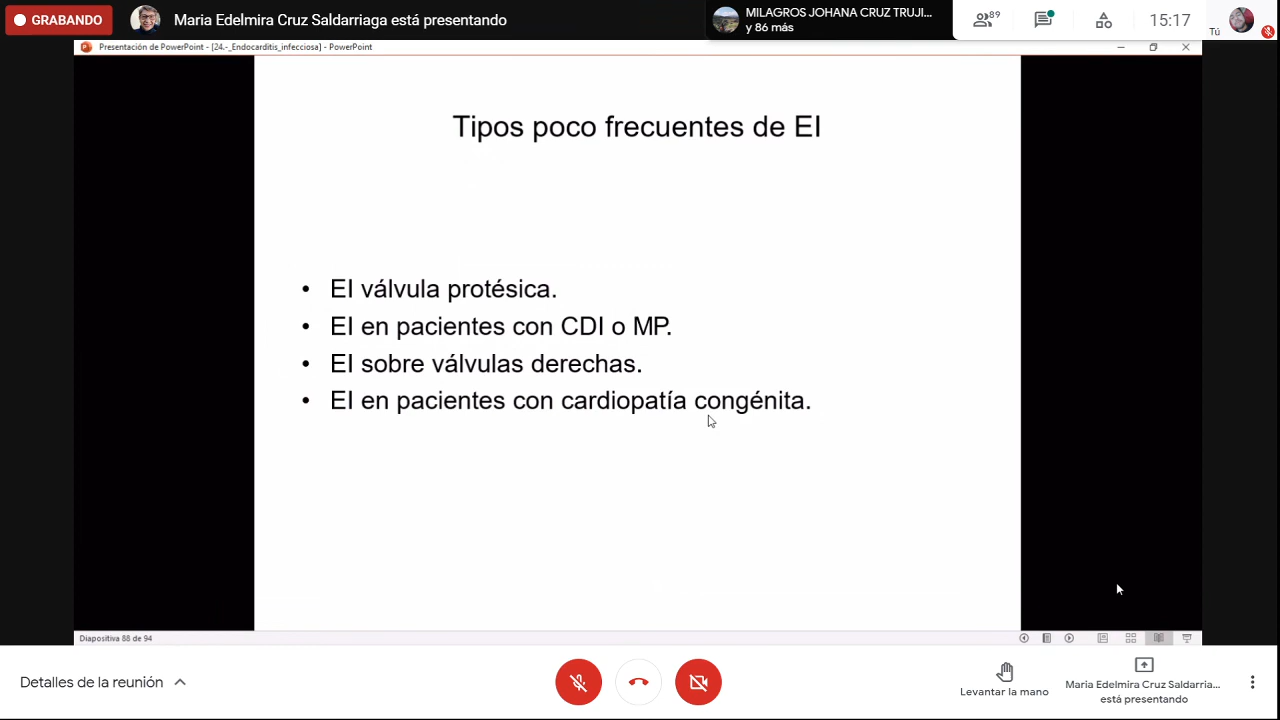 GRABANDO
Maria Edelmira Cruz Saldarriaga está presentando
MILAGROS JOHANA CRUZ TRUJI...
y 86 más
89
15:17
Tú
Presentación de PowerPoint - [24.-_Endocarditis_infecciosa] - PowerPoint
Tipos poco frecuentes de EI
• EI válvula protésica.
• EI en pacientes con CDI o MP.
• EI sobre válvulas derechas.
• EI en pacientes con cardiopatía congénita.
Diapositiva 88 de 94
Detalles de la reunión
Levantar la mano
Maria Edelmira Cruz Saldarria...
está presentando